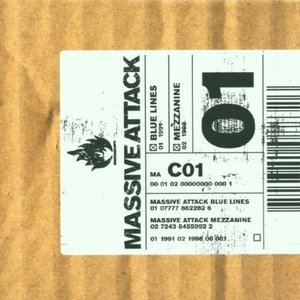 MASSIVE ATTACK
BLUE LINES
01 1991
MEZZANINE
02 1998
01
MA C01
00 01 02 00000000 000 1
MASSIVE ATTACK BLUE LINES
01 07777 862282 6
MASSIVE ATTACK MEZZANINE
02 7243 8455992 2
01 1991 02 1998 00 003